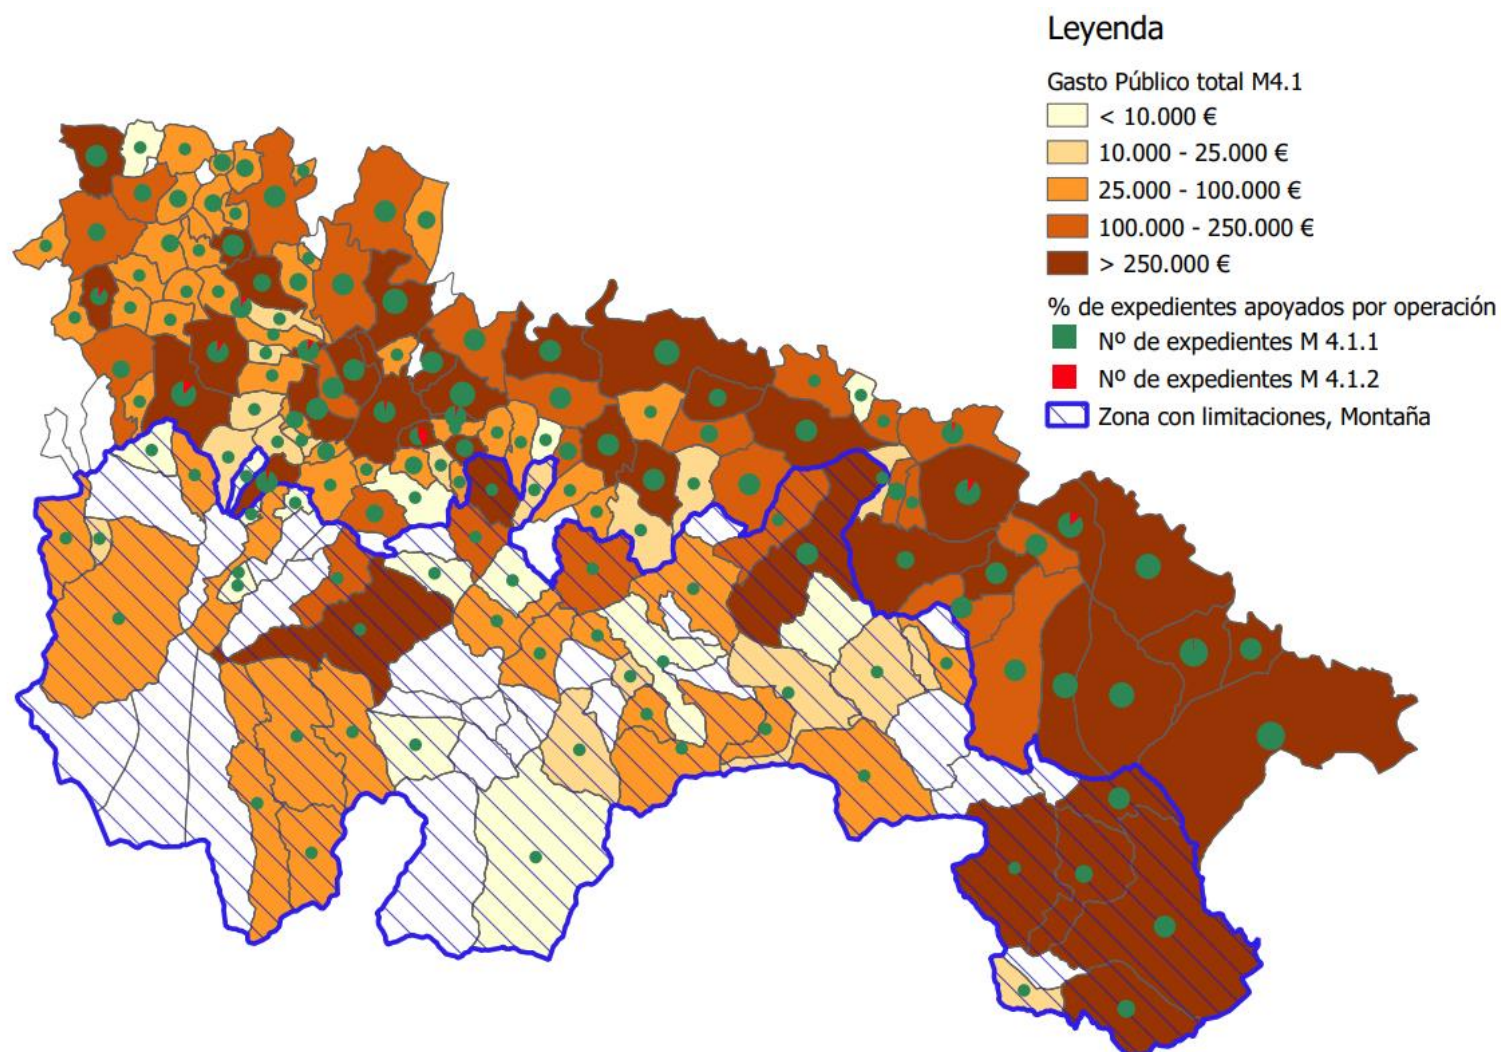 Leyenda
Gasto Público total M4.1
< 10.000 €
10.000 - 25.000 €
25.000 - 100.000 €
100.000 - 250.000 €
> 250.000 €
% de expedientes apoyados por operación
Nº de expedientes M 4.1.1
Nº de expedientes M 4.1.2
Zona con limitaciones, Montaña